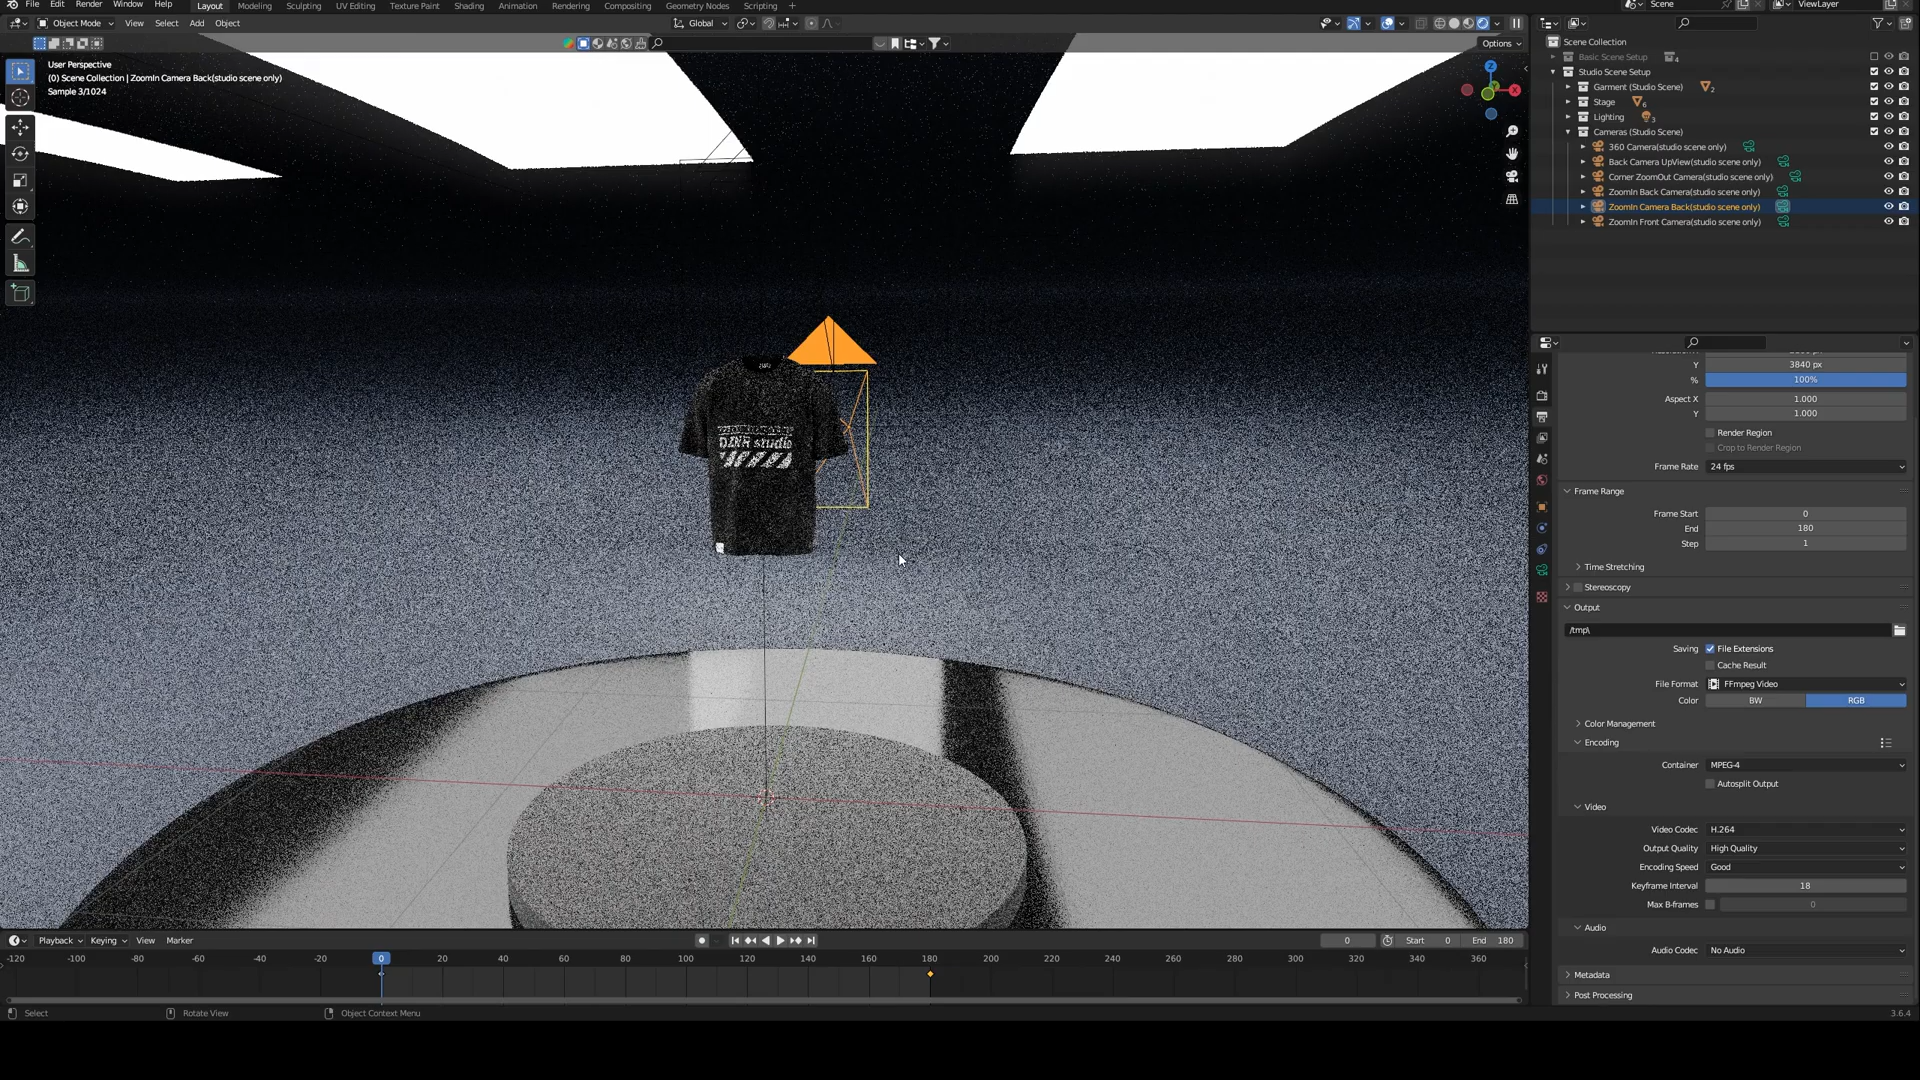 File Edit Render Window Help Layout Modeling Sculpting UV Editing Texture Paint Shading Animation Rendering Compositing Geometry Nodes Scripting + Scene ViewLayer
Object Mode View Select Add Object Global
Options
User Perspective
(0) Scene Collection | ZoomIn Camera Back(studio scene only)
Sample 3/1024
Z
X
DZNR studio
Scene Collection
Basic Scene Setup 4
Studio Scene Setup
Garment (Studio Scene) 2
Stage 6
Lighting 3
Cameras (Studio Scene)
360 Camera(studio scene only)
Back Camera UpView(studio scene only)
Corner ZoomOut Camera(studio scene only)
ZoomIn Back Camera(studio scene only)
ZoomIn Camera Back(studio scene only)
ZoomIn Front Camera(studio scene only)
Y 3840 px
% 100%
Aspect X 1.000
Y 1.000
Render Region
Crop to Render Region
Frame Rate 24 fps
Frame Range
Frame Start 0
End 180
Step 1
Time Stretching
Stereoscopy
Output
/tmp\
Saving File Extensions
Cache Result
File Format FFmpeg Video
Color BW RGB
Color Management
Encoding
Container MPEG-4
Autosplit Output
Video
Video Codec H.264
Output Quality High Quality
Encoding Speed Good
Keyframe Interval 18
Max B-frames 0
Audio
Audio Codec No Audio
Metadata
Post Processing
Playback Keying View Marker 0 Start 0 End 180
-120 -100 -80 -60 -40 -20 0 20 40 60 80 100 120 140 160 180 200 220 240 260 280 300 320 340 360
Select Rotate View Object Context Menu 3.6.4